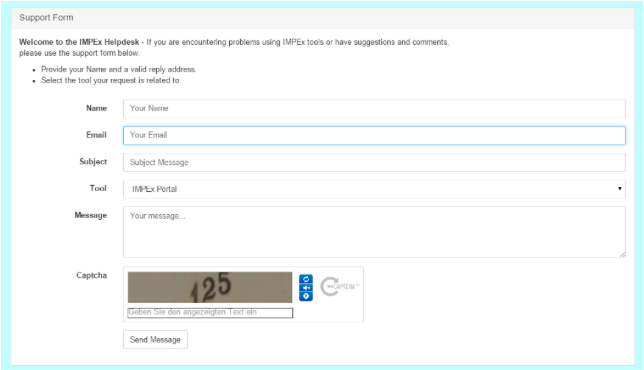 Support Form
Welcome to the IMPEx Helpdesk - If you are encountering problems using IMPEx tools or have suggestions and comments,
please use the support form below.
• Provide your Name and a valid reply address.
• Select the tool your request is related to.
Name Your Name
Email Your Email
Subject Subject Message
Tool IMPEx Portal
Message Your message...
Captcha 125
reCAPTCHA™
Geben Sie den angezeigten Text ein
Send Message